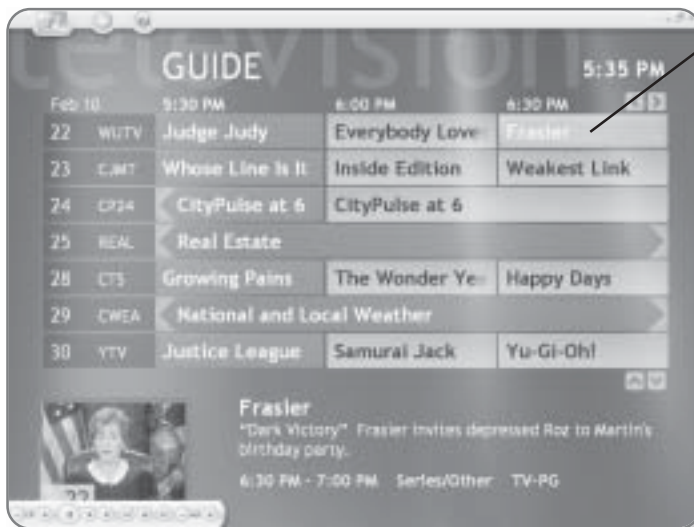 television
GUIDE
5:35 PM
Feb 10 5:30 PM 6:00 PM 6:30 PM
22 WUTV Judge Judy Everybody Love Frasier
23 CJMT Whose Line Is It Inside Edition Weakest Link
24 CP24 CityPulse at 6 CityPulse at 6
25 REAL Real Estate
28 CTS Growing Pains The Wonder Ye Happy Days
29 CWEA National and Local Weather
30 YTV Justice League Samurai Jack Yu-Gi-Oh!
Frasier
"Dark Victory" Frasier invites depressed Roz to Martin's
birthday party.
6:30 PM - 7:00 PM Series/Other TV-PG
22